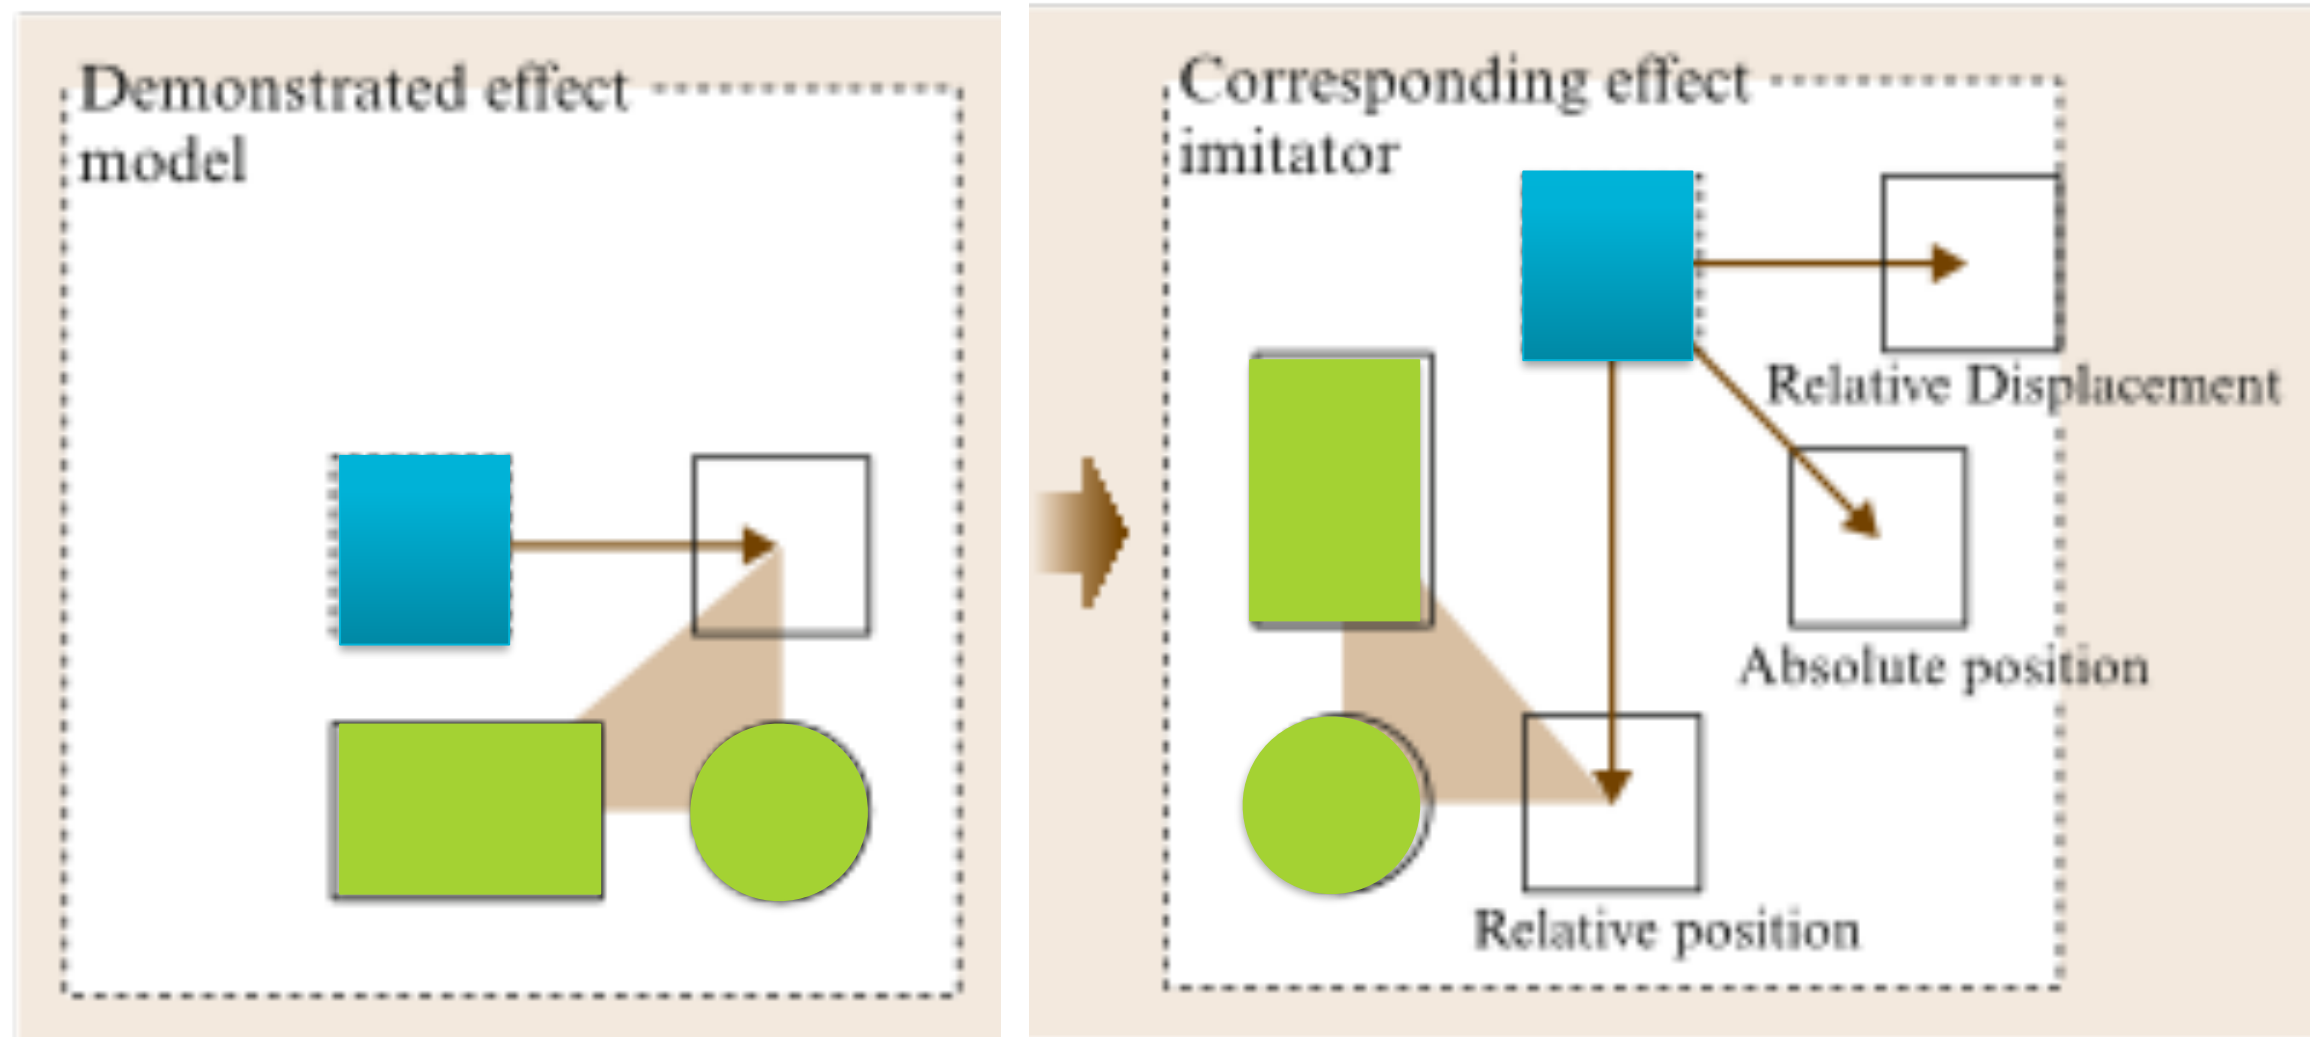 Demonstrated effect
model
Corresponding effect
imitator
Relative Displacement
Absolute position
Relative position